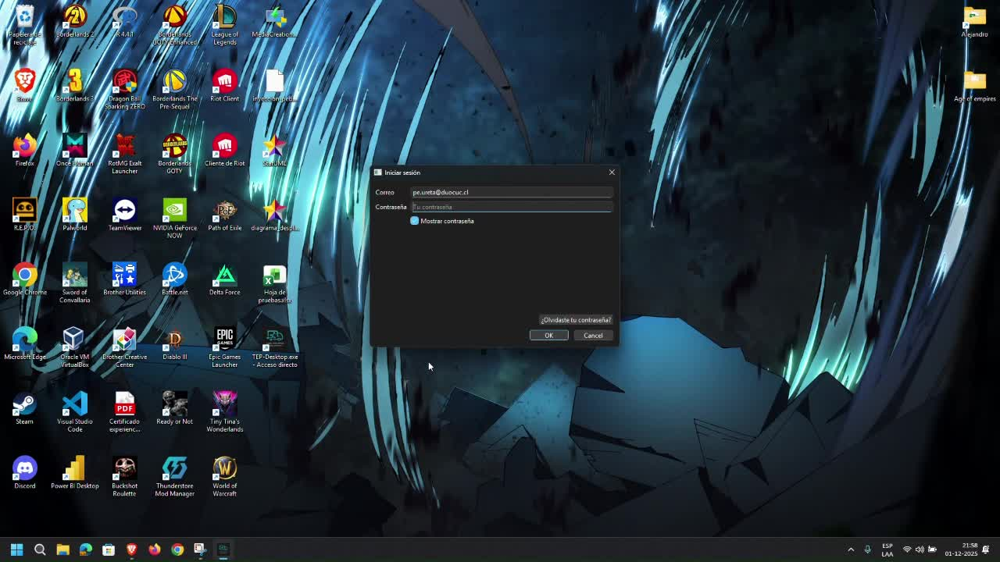 Papelera de
reciclaje
Borderlands 2
R 4.4.1
Borderlands
GOTY Enhanced
League of
Legends
MediaCreation...
Alejandro
Brave
Borderlands 3
Dragon Ball
Sparking ZERO
Borderlands The
Pre-Sequel
Riot Client
inyeccion_ped...
Age of empires
Firefox
Once Human
RotMG Exalt
Launcher
Borderlands
GOTY
Cliente de Riot
StarUML
Iniciar sesión
Correo
pe.ureta@duocuc.cl
Contraseña
Tu contraseña
Mostrar contraseña
¿Olvidaste tu contraseña?
OK
Cancel
R.E.P.O.
Palworld
TeamViewer
NVIDIA GeForce
NOW
Path of Exile
diagrama_despl...
Google Chrome
Sword of
Convallaria
Brother Utilities
Battle.net
Delta Force
Hoja de
pruebas.xlsx
Microsoft Edge
Oracle VM
VirtualBox
Brother Creative
Center
Diablo III
EPIC
GAMES
Epic Games
Launcher
TEP-Desktop.exe
- Acceso directo
Steam
Visual Studio
Code
PDF
Certificado
experienc...
Ready or Not
Tiny Tina's
Wonderlands
Discord
Power BI Desktop
Buckshot
Roulette
Thunderstore
Mod Manager
World of
Warcraft
ESP
LAA
21:58
01-12-2025